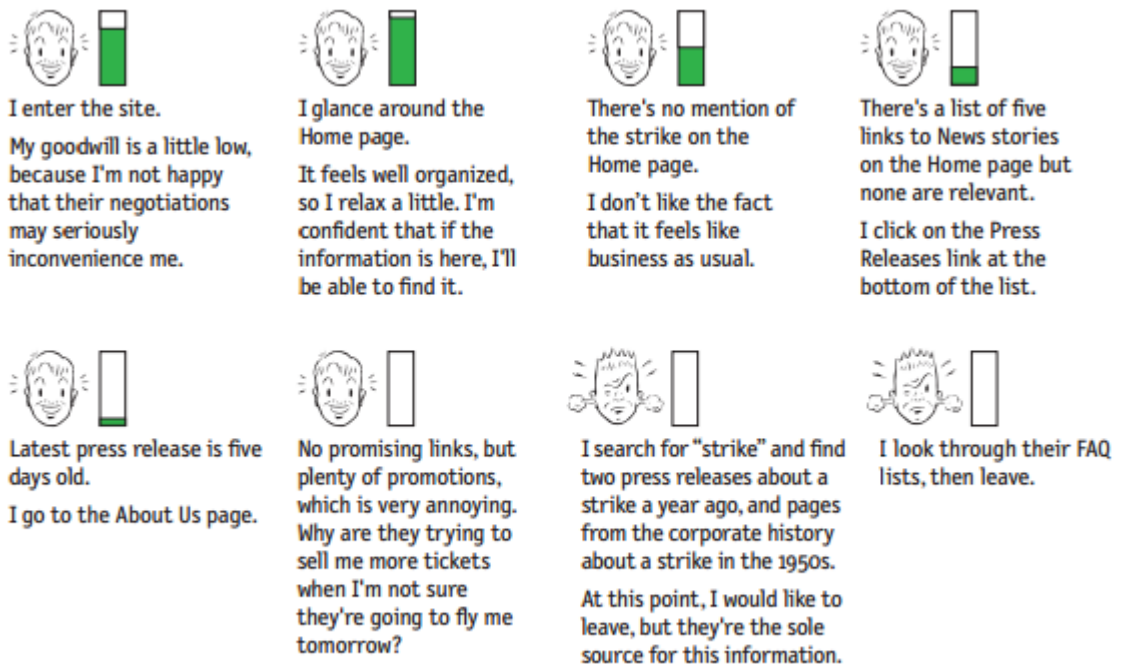 I enter the site.
My goodwill is a little low,
because I'm not happy
that their negotiations
may seriously
inconvenience me.
I glance around the
Home page.
It feels well organized,
so I relax a little. I'm
confident that if the
information is here, I'll
be able to find it.
There's no mention of
the strike on the
Home page.
I don't like the fact
that it feels like
business as usual.
There's a list of five
links to News stories
on the Home page but
none are relevant.
I click on the Press
Releases link at the
bottom of the list.
Latest press release is five
days old.
I go to the About Us page.
No promising links, but
plenty of promotions,
which is very annoying.
Why are they trying to
sell me more tickets
when I'm not sure
they're going to fly me
tomorrow?
I search for "strike" and find
two press releases about a
strike a year ago, and pages
from the corporate history
about a strike in the 1950s.
At this point, I would like to
leave, but they're the sole
source for this information.
I look through their FAQ
lists, then leave.